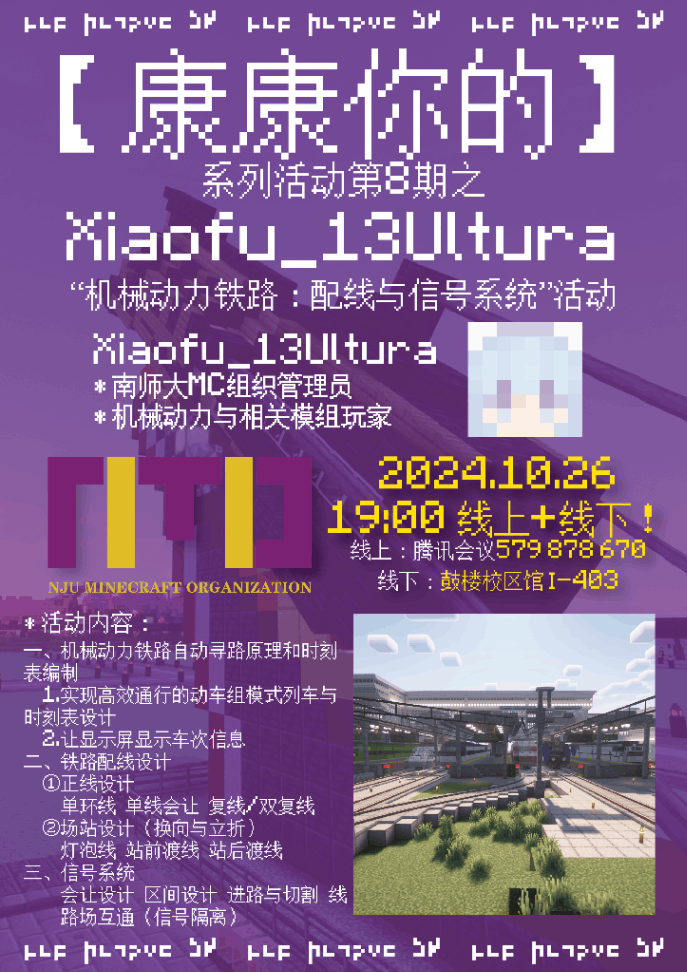 【康康你的】
系列活动第8期之
Xiaofu_13Ultura
“机械动力铁路：配线与信号系统”活动
Xiaofu_13Ultura
*南师大MC组织管理员
*机械动力与相关模组玩家
NJU MINECRAFT ORGANIZATION
2024.10.26
19:00 线上+线下！
线上：腾讯会议579 878 670
线下：鼓楼校区馆I-403
*活动内容：
一、机械动力铁路自动寻路原理和时刻
表编制
1.实现高效通行的动车组模式列车与
时刻表设计
2.让显示屏显示车次信息
二、铁路配线设计
①正线设计
单环线 单线会让 复线/双复线
②场站设计（换向与立折）
灯泡线 站前渡线 站后渡线
三、信号系统
会让设计 区间设计 进路与切割 线
路场互通（信号隔离）